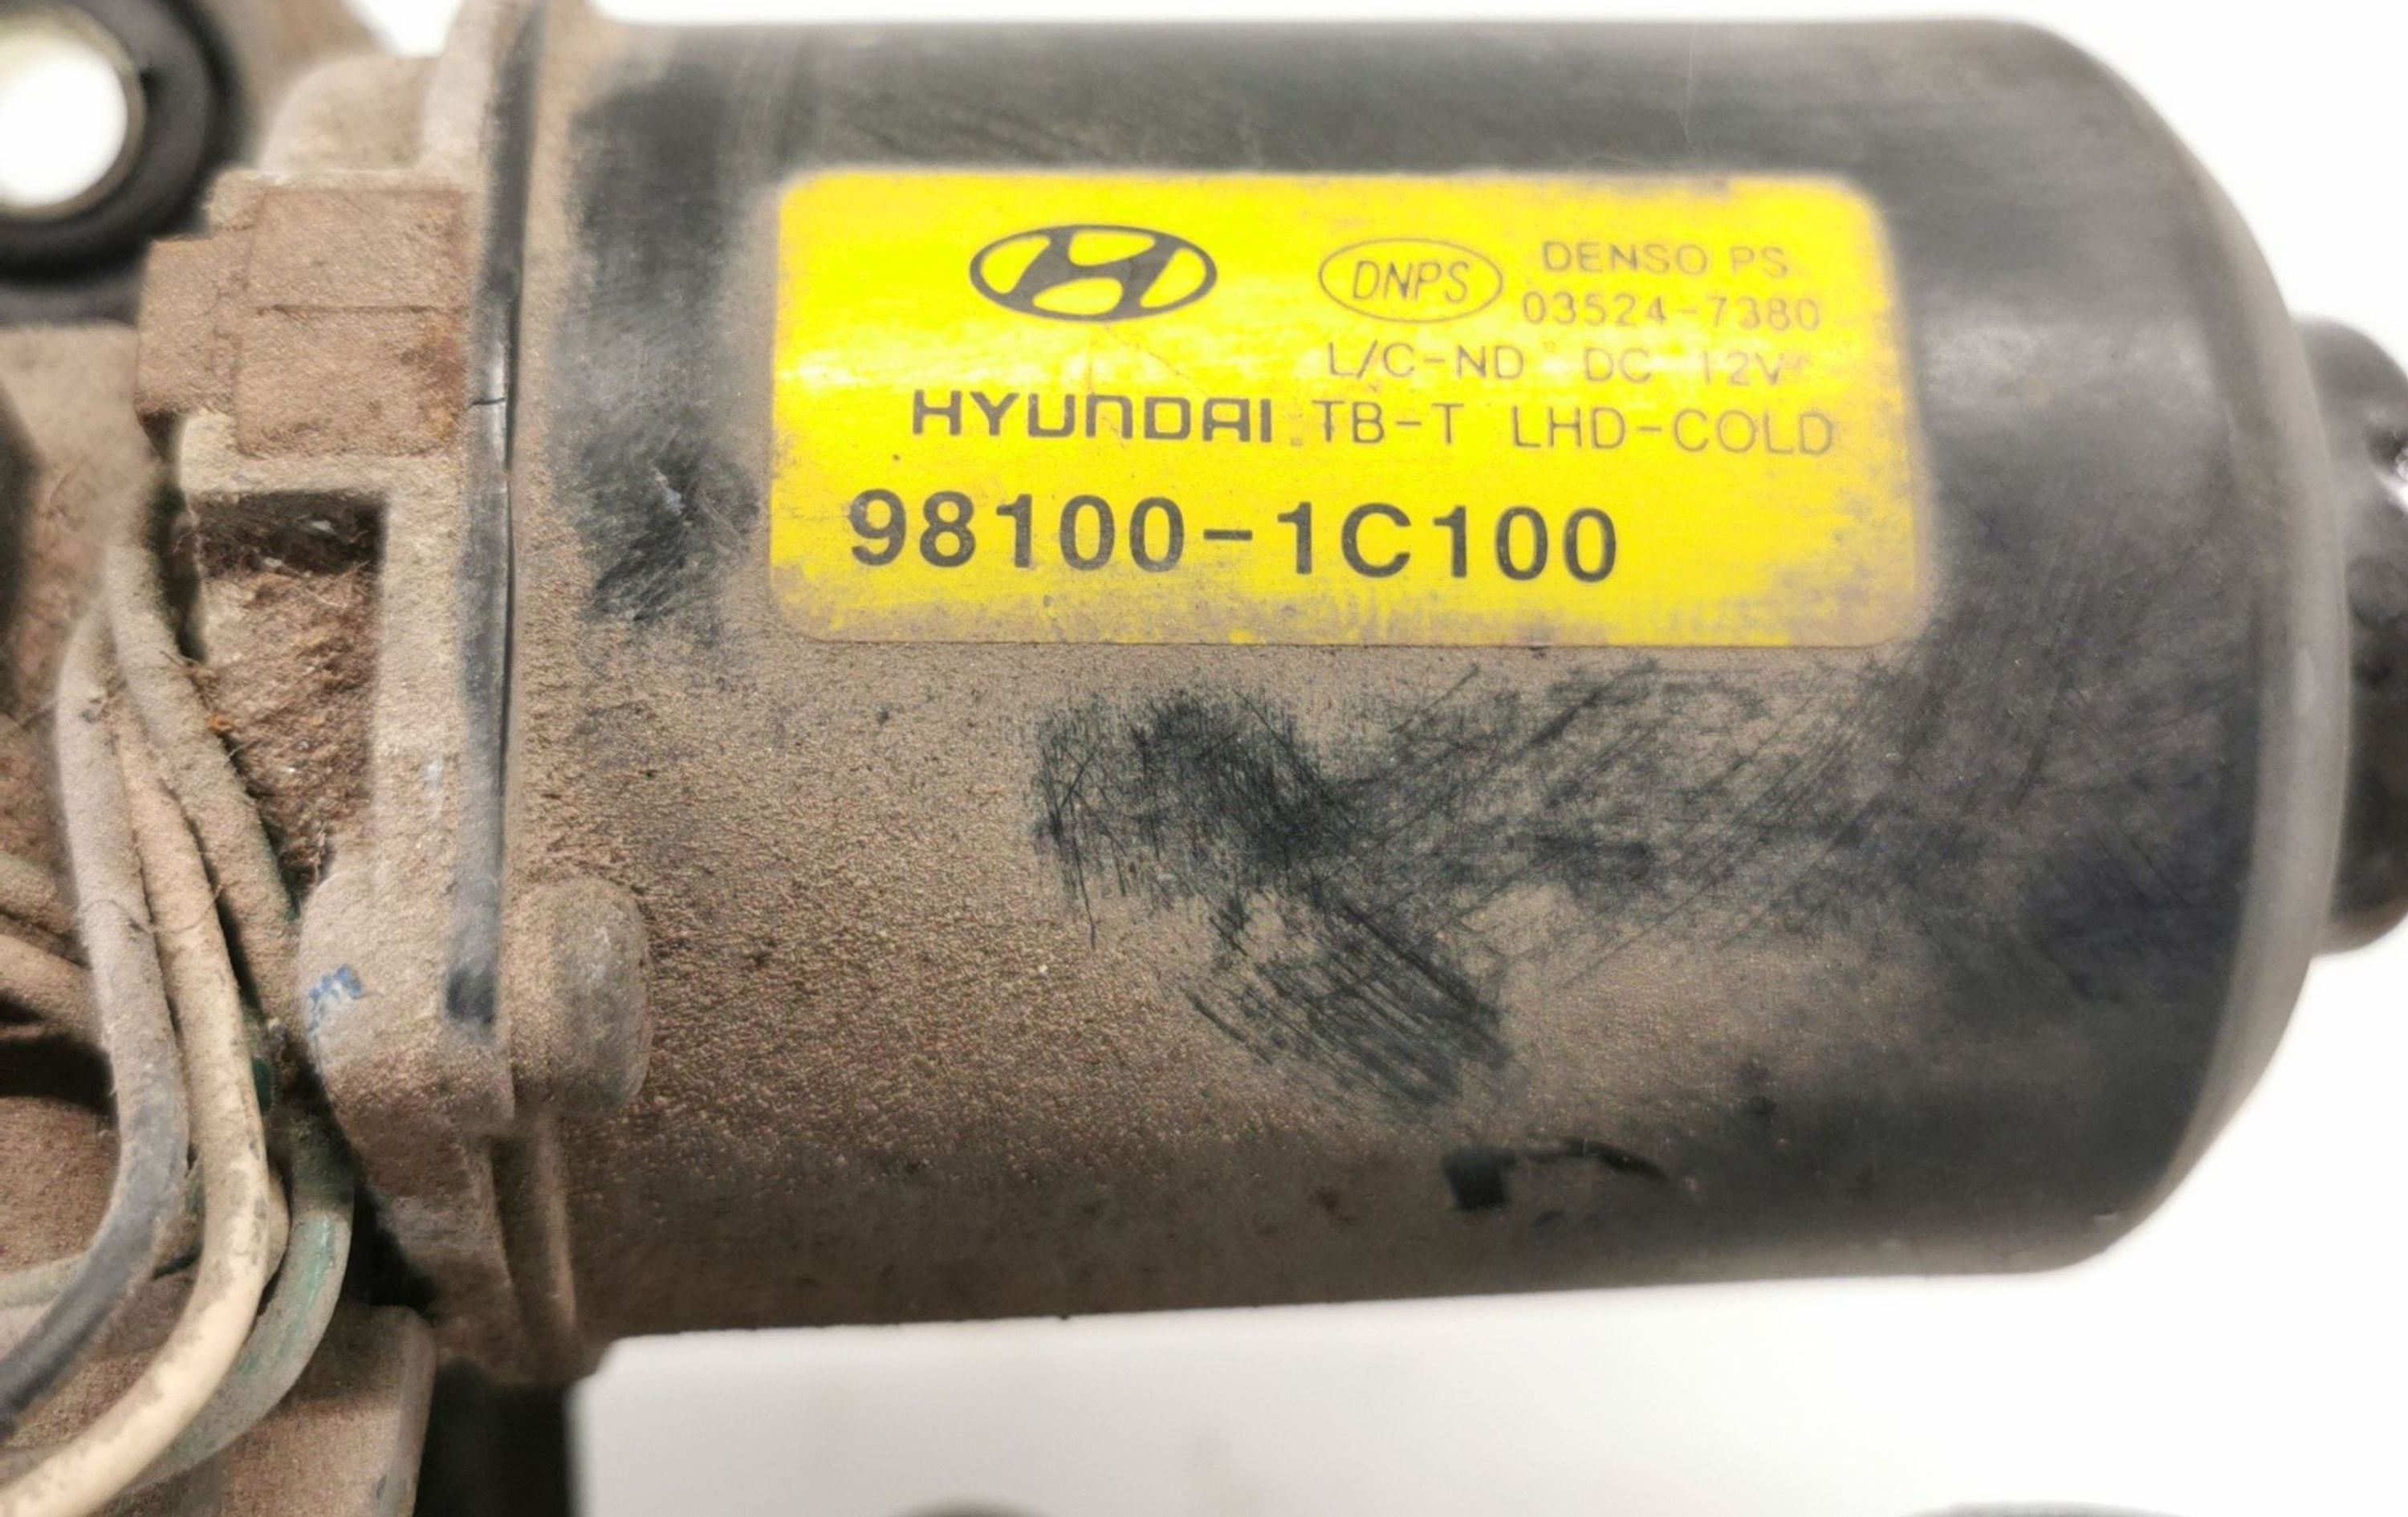 DNPS DENSO PS
03524-7380
L/C-ND DC 12V
HYUNDAI TB-T LHD-COLD
98100-1C100